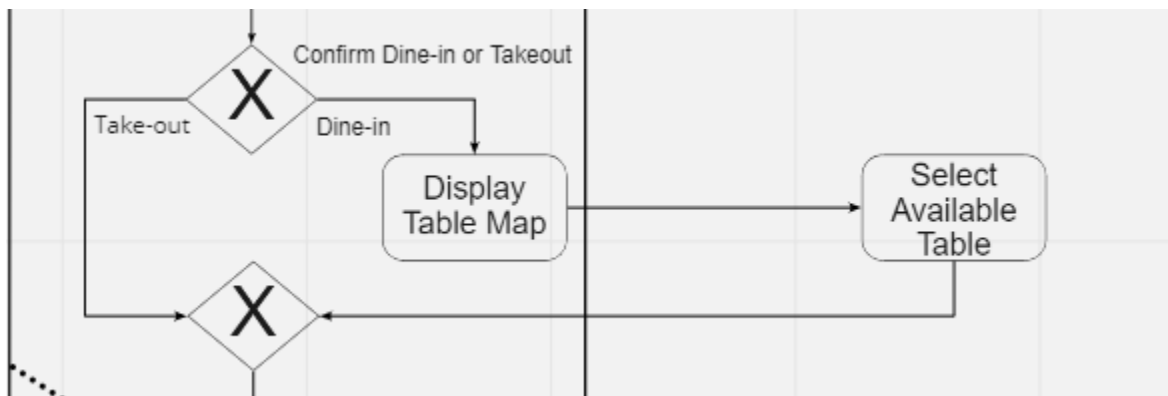 Confirm Dine-in or Takeout
X
Take-out
Dine-in
Display
Table Map
Select
Available
Table
X